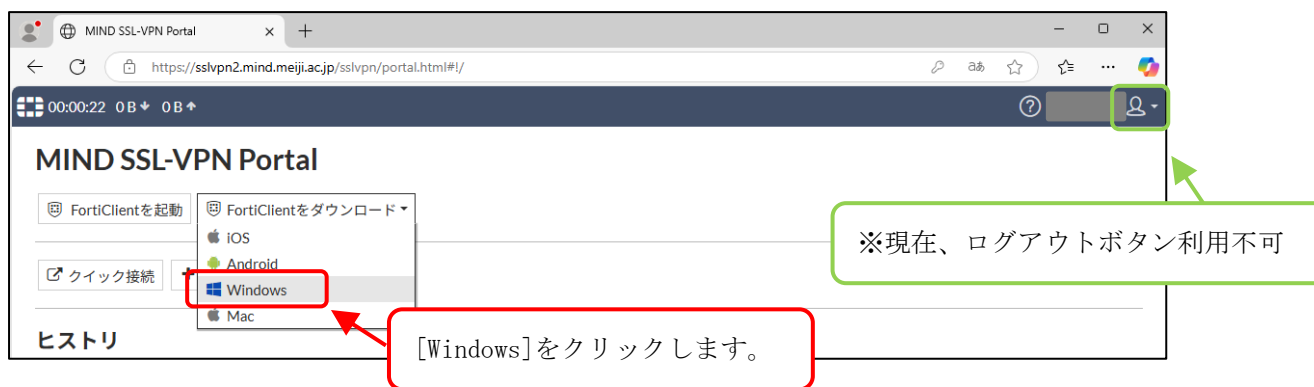 MIND SSL-VPN Portal
https://sslvpn2.mind.meiji.ac.jp/sslvpn/portal.html#!/
aあ
00:00:22 0 B 0 B
MIND SSL-VPN Portal
FortiClientを起動 FortiClientをダウンロード
iOS
※現在、ログアウトボタン利用不可
Android
クイック接続
Windows
Mac
ヒストリ
[Windows]をクリックします。